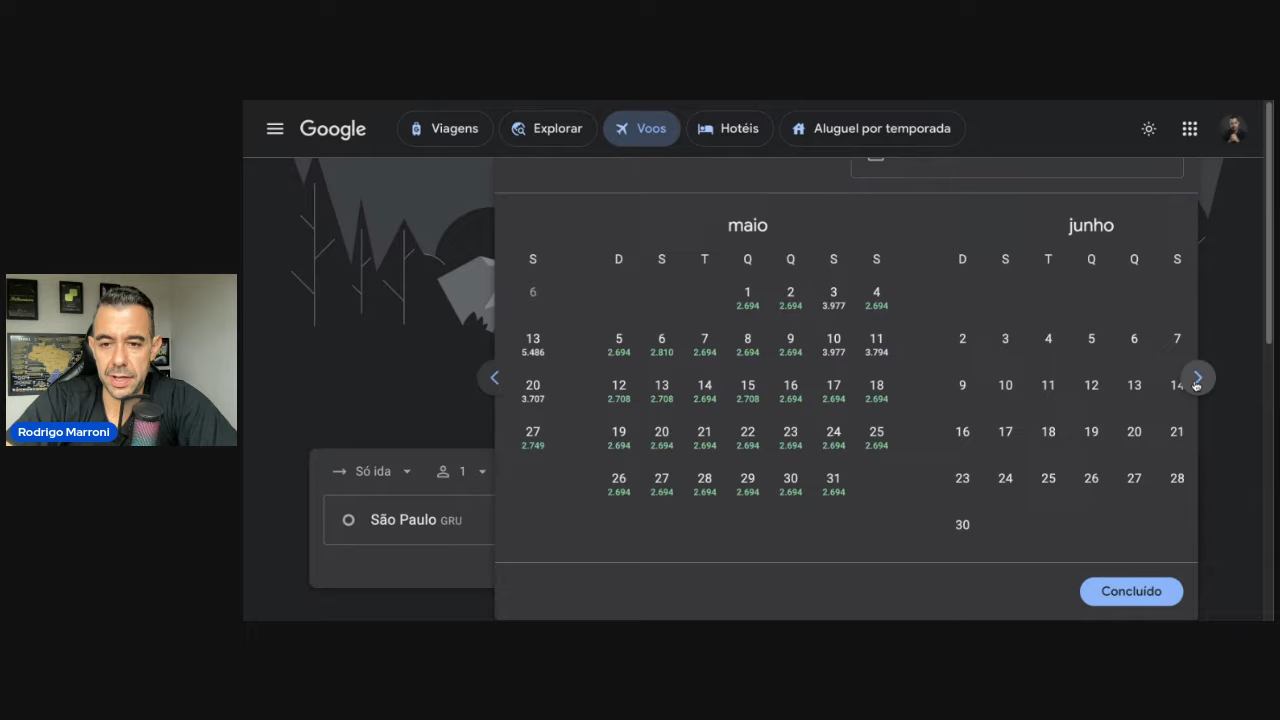 Google
Viagens
Explorar
Voos
Hotéis
Aluguel por temporada
maio
junho
S D S T Q Q S S D S T Q Q S
6 1 2 3 4
2.694 2.694 3.977 2.694
13 5 6 7 8 9 10 11 2 3 4 5 6 7
5.486 2.694 2.810 2.694 2.694 2.694 3.977 3.794
20 12 13 14 15 16 17 18 9 10 11 12 13 14
3.707 2.708 2.708 2.694 2.708 2.694 2.694 2.694
27 19 20 21 22 23 24 25 16 17 18 19 20 21
2.749 2.694 2.694 2.694 2.694 2.694 2.694 2.694
26 27 28 29 30 31 23 24 25 26 27 28
2.694 2.694 2.694 2.694 2.694 2.694
30
Só ida
1
São Paulo GRU
Concluído
Rodrigo Marroni